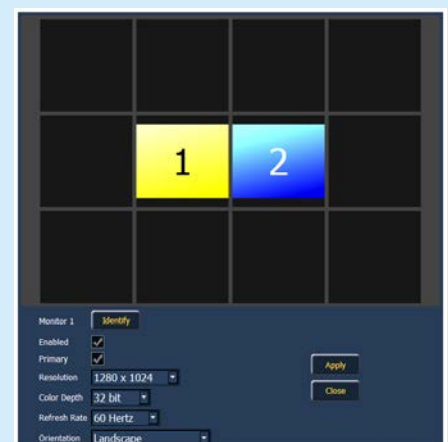 1 2
Monitor 1 Identify
Enabled
Primary
Apply
Resolution 1280 x 1024
Close
Color Depth 32 bit
Refresh Rate 60 Hertz
Orientation Landscape